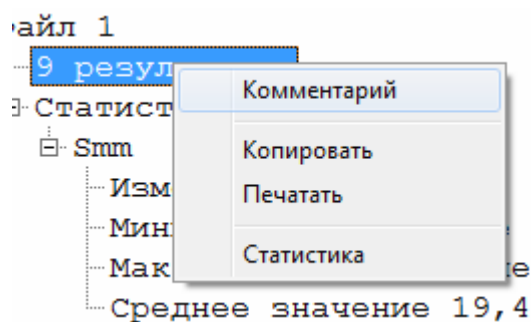 айл 1
9 резул
Комментарий
Статист
Smm
Копировать
Изм
Печатать
Мин
Статистика
Мак
Среднее значение 19,4